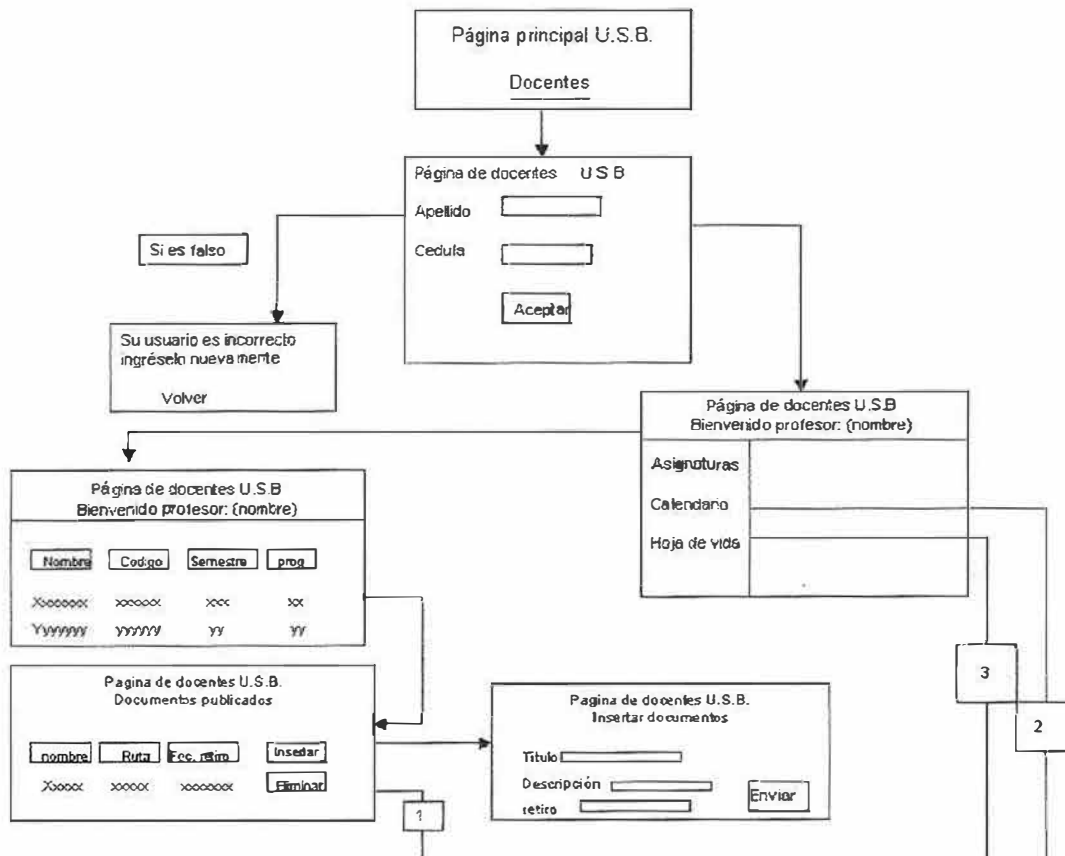 Página principal U.S.B.
Docentes
Página de docentes U S B
Apellido
Cedula
Aceptar
Si es falso
Su usuario es incorrecto
ingréselo nuevamente
Volver
Página de docentes U.S.B
Bienvenido profesor: (nombre)
Asignaturas
Calendario
Hoja de vida
Página de docentes U.S.B
Bienvenido profesor: (nombre)
Nombre Codigo Semestre prog
Xxxxxxx xxxxxx xxx xx
Yyyyyyy yyyyyy yy yy
3
2
Pagina de docentes U.S.B.
Documentos publicados
nombre Ruta Fec. retiro Insertar
Xxxxx xxxxx xxxxxxx Eliminar
1
Pagina de docentes U.S.B.
Insertar documentos
Titulo
Descripción
retiro
Enviar